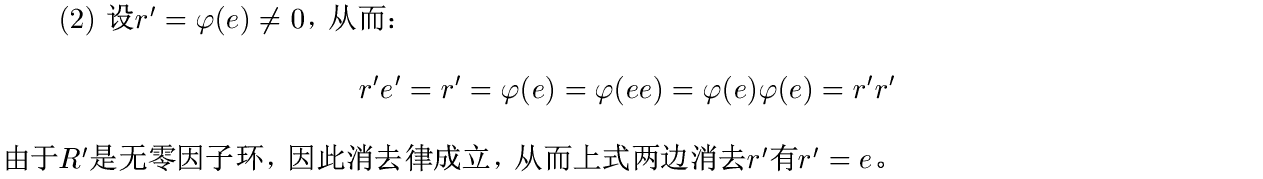 (2) 设r′ = φ(e) ≠ 0，从而：
r′e′ = r′ = φ(e) = φ(ee) = φ(e)φ(e) = r′r′
由于R′是无零因子环，因此消去律成立，从而上式两边消去r′有r′ = e。